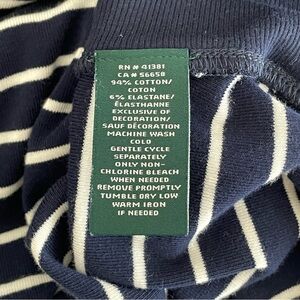 RN # 41381
CA # 56658
94% COTTON/
COTON
6% ELASTANE/
ÉLASTHANNE
EXCLUSIVE OF
DECORATION/
SAUF DÉCORATION
MACHINE WASH
COLD
GENTLE CYCLE
SEPARATELY
ONLY NON-
CHLORINE BLEACH
WHEN NEEDED
REMOVE PROMPTLY
TUMBLE DRY LOW
WARM IRON
IF NEEDED